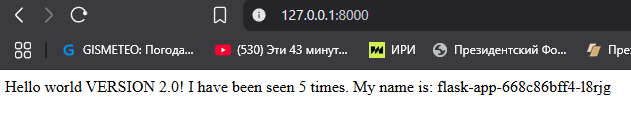 127.0.0.1:8000
GISMETEO: Погода... (530) Эти 43 минут... ИРИ Президентский Фо... Пре
Hello world VERSION 2.0! I have been seen 5 times. My name is: flask-app-668c86bff4-l8rjg